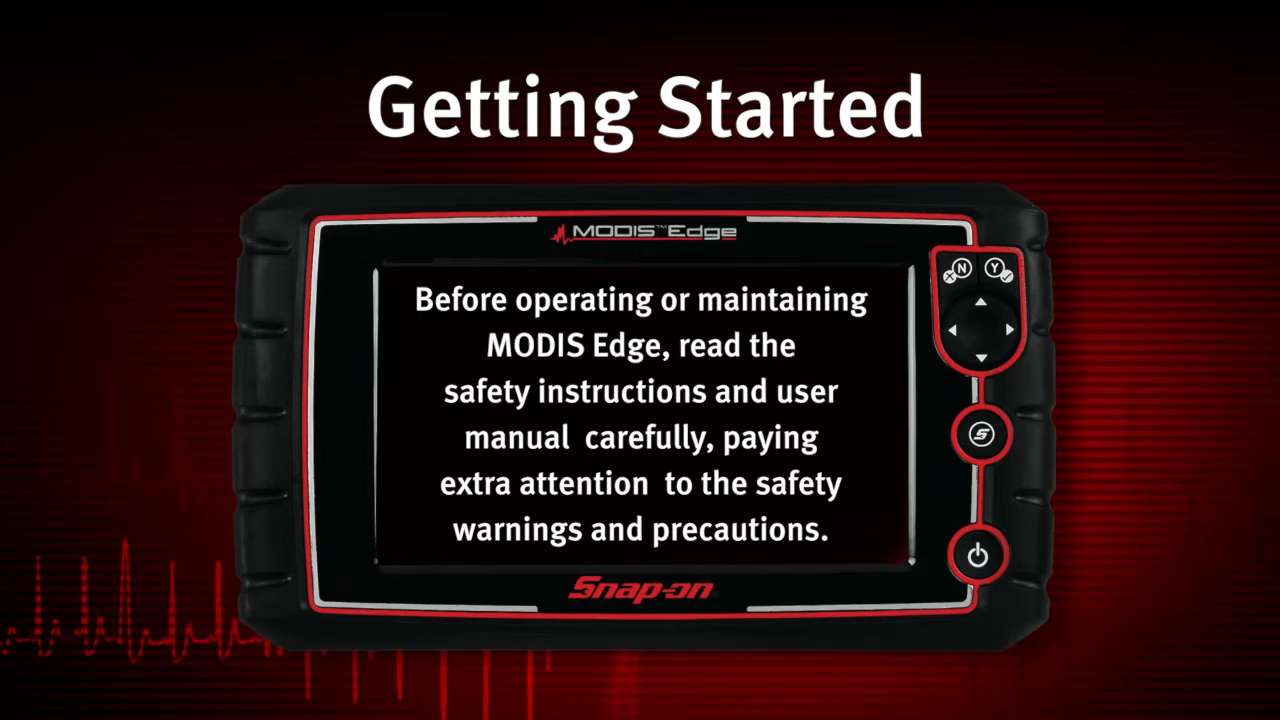 Getting Started
MODIS™ Edge
N Y
Before operating or maintaining
MODIS Edge, read the
safety instructions and user
manual carefully, paying
extra attention to the safety
warnings and precautions.
S
Snap-on